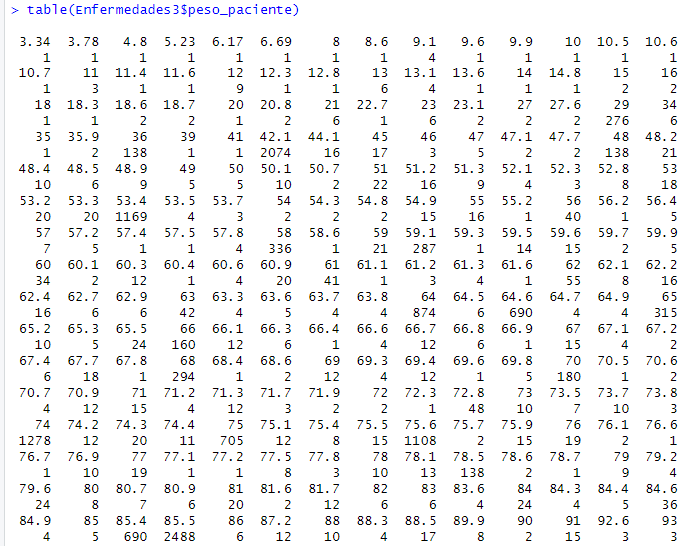 > table(Enfermedades3$peso_paciente)
3.34 3.78 4.8 5.23 6.17 6.69 8 8.6 9.1 9.6 9.9 10 10.5 10.6
1 1 1 1 1 1 1 1 4 1 1 1 1 1
10.7 11 11.4 11.6 12 12.3 12.8 13 13.1 13.6 14 14.8 15 16
1 3 1 1 9 1 1 6 4 1 1 1 2 2
18 18.3 18.6 18.7 20 20.8 21 22.7 23 23.1 27 27.6 29 34
1 1 2 2 1 2 6 1 6 2 2 2 276 6
35 35.9 36 39 41 42.1 44.1 45 46 47 47.1 47.7 48 48.2
1 2 138 1 1 2074 16 17 3 5 2 2 138 21
48.4 48.5 48.9 49 50 50.1 50.7 51 51.2 51.3 52.1 52.3 52.8 53
10 6 9 5 5 10 2 22 16 9 4 3 8 18
53.2 53.3 53.4 53.5 53.7 54 54.3 54.8 54.9 55 55.2 56 56.2 56.4
20 20 1169 4 3 2 2 2 15 16 1 40 1 5
57 57.2 57.4 57.5 57.8 58 58.6 59 59.1 59.3 59.5 59.6 59.7 59.9
7 5 1 1 4 336 1 21 287 1 14 15 2 5
60 60.1 60.3 60.4 60.6 60.9 61 61.1 61.2 61.3 61.6 62 62.1 62.2
34 2 12 1 4 20 41 1 3 4 1 55 8 16
62.4 62.7 62.9 63 63.3 63.6 63.7 63.8 64 64.5 64.6 64.7 64.9 65
16 6 6 42 4 5 4 4 874 6 690 4 4 315
65.2 65.3 65.5 66 66.1 66.3 66.4 66.6 66.7 66.8 66.9 67 67.1 67.2
10 5 24 160 12 6 1 4 12 6 1 15 4 2
67.4 67.7 67.8 68 68.4 68.6 69 69.3 69.4 69.6 69.8 70 70.5 70.6
6 18 1 294 1 2 12 4 12 1 5 180 1 2
70.7 70.9 71 71.2 71.3 71.7 71.9 72 72.3 72.8 73 73.5 73.7 73.8
4 12 15 4 12 3 2 2 1 48 10 7 10 3
74 74.2 74.3 74.4 75 75.1 75.4 75.5 75.6 75.7 75.9 76 76.1 76.6
1278 12 20 11 705 12 8 15 1108 2 15 19 2 1
76.7 76.9 77 77.1 77.2 77.5 77.8 78 78.1 78.5 78.6 78.7 79 79.2
1 10 19 1 1 8 3 10 13 138 2 1 9 4
79.6 80 80.7 80.9 81 81.6 81.7 82 83 83.6 84 84.3 84.4 84.6
24 8 7 6 20 2 12 6 6 4 24 4 5 36
84.9 85 85.4 85.5 86 87.2 88 88.3 88.5 89.9 90 91 92.6 93
4 5 690 2488 6 12 10 4 17 8 2 15 3 3